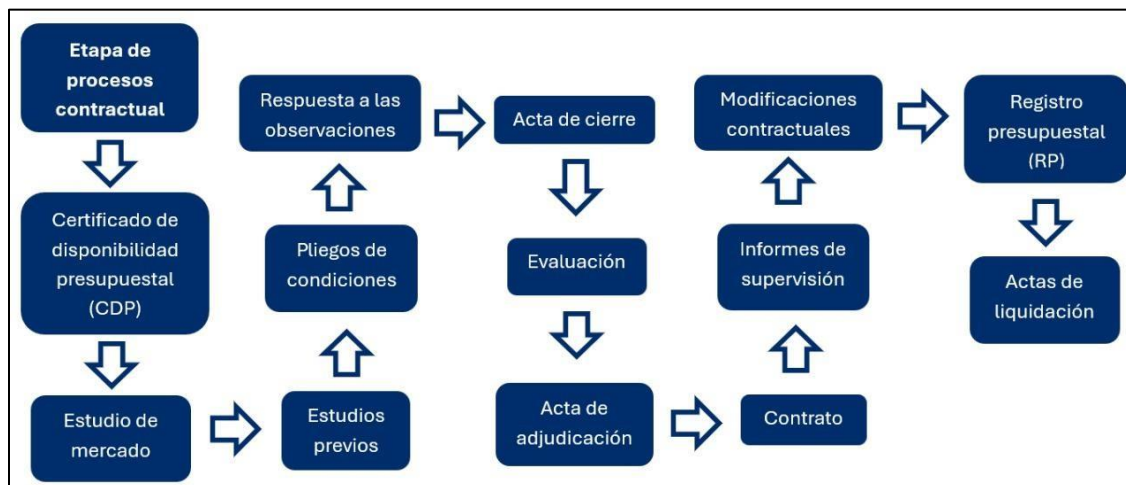 Etapa de
procesos
contractual
Certificado de
disponibilidad
presupuestal
(CDP)
Estudio de
mercado
Estudios
previos
Pliegos de
condiciones
Respuesta a las
observaciones
Acta de cierre
Evaluación
Acta de
adjudicación
Contrato
Informes de
supervisión
Modificaciones
contractuales
Registro
presupuestal
(RP)
Actas de
liquidación